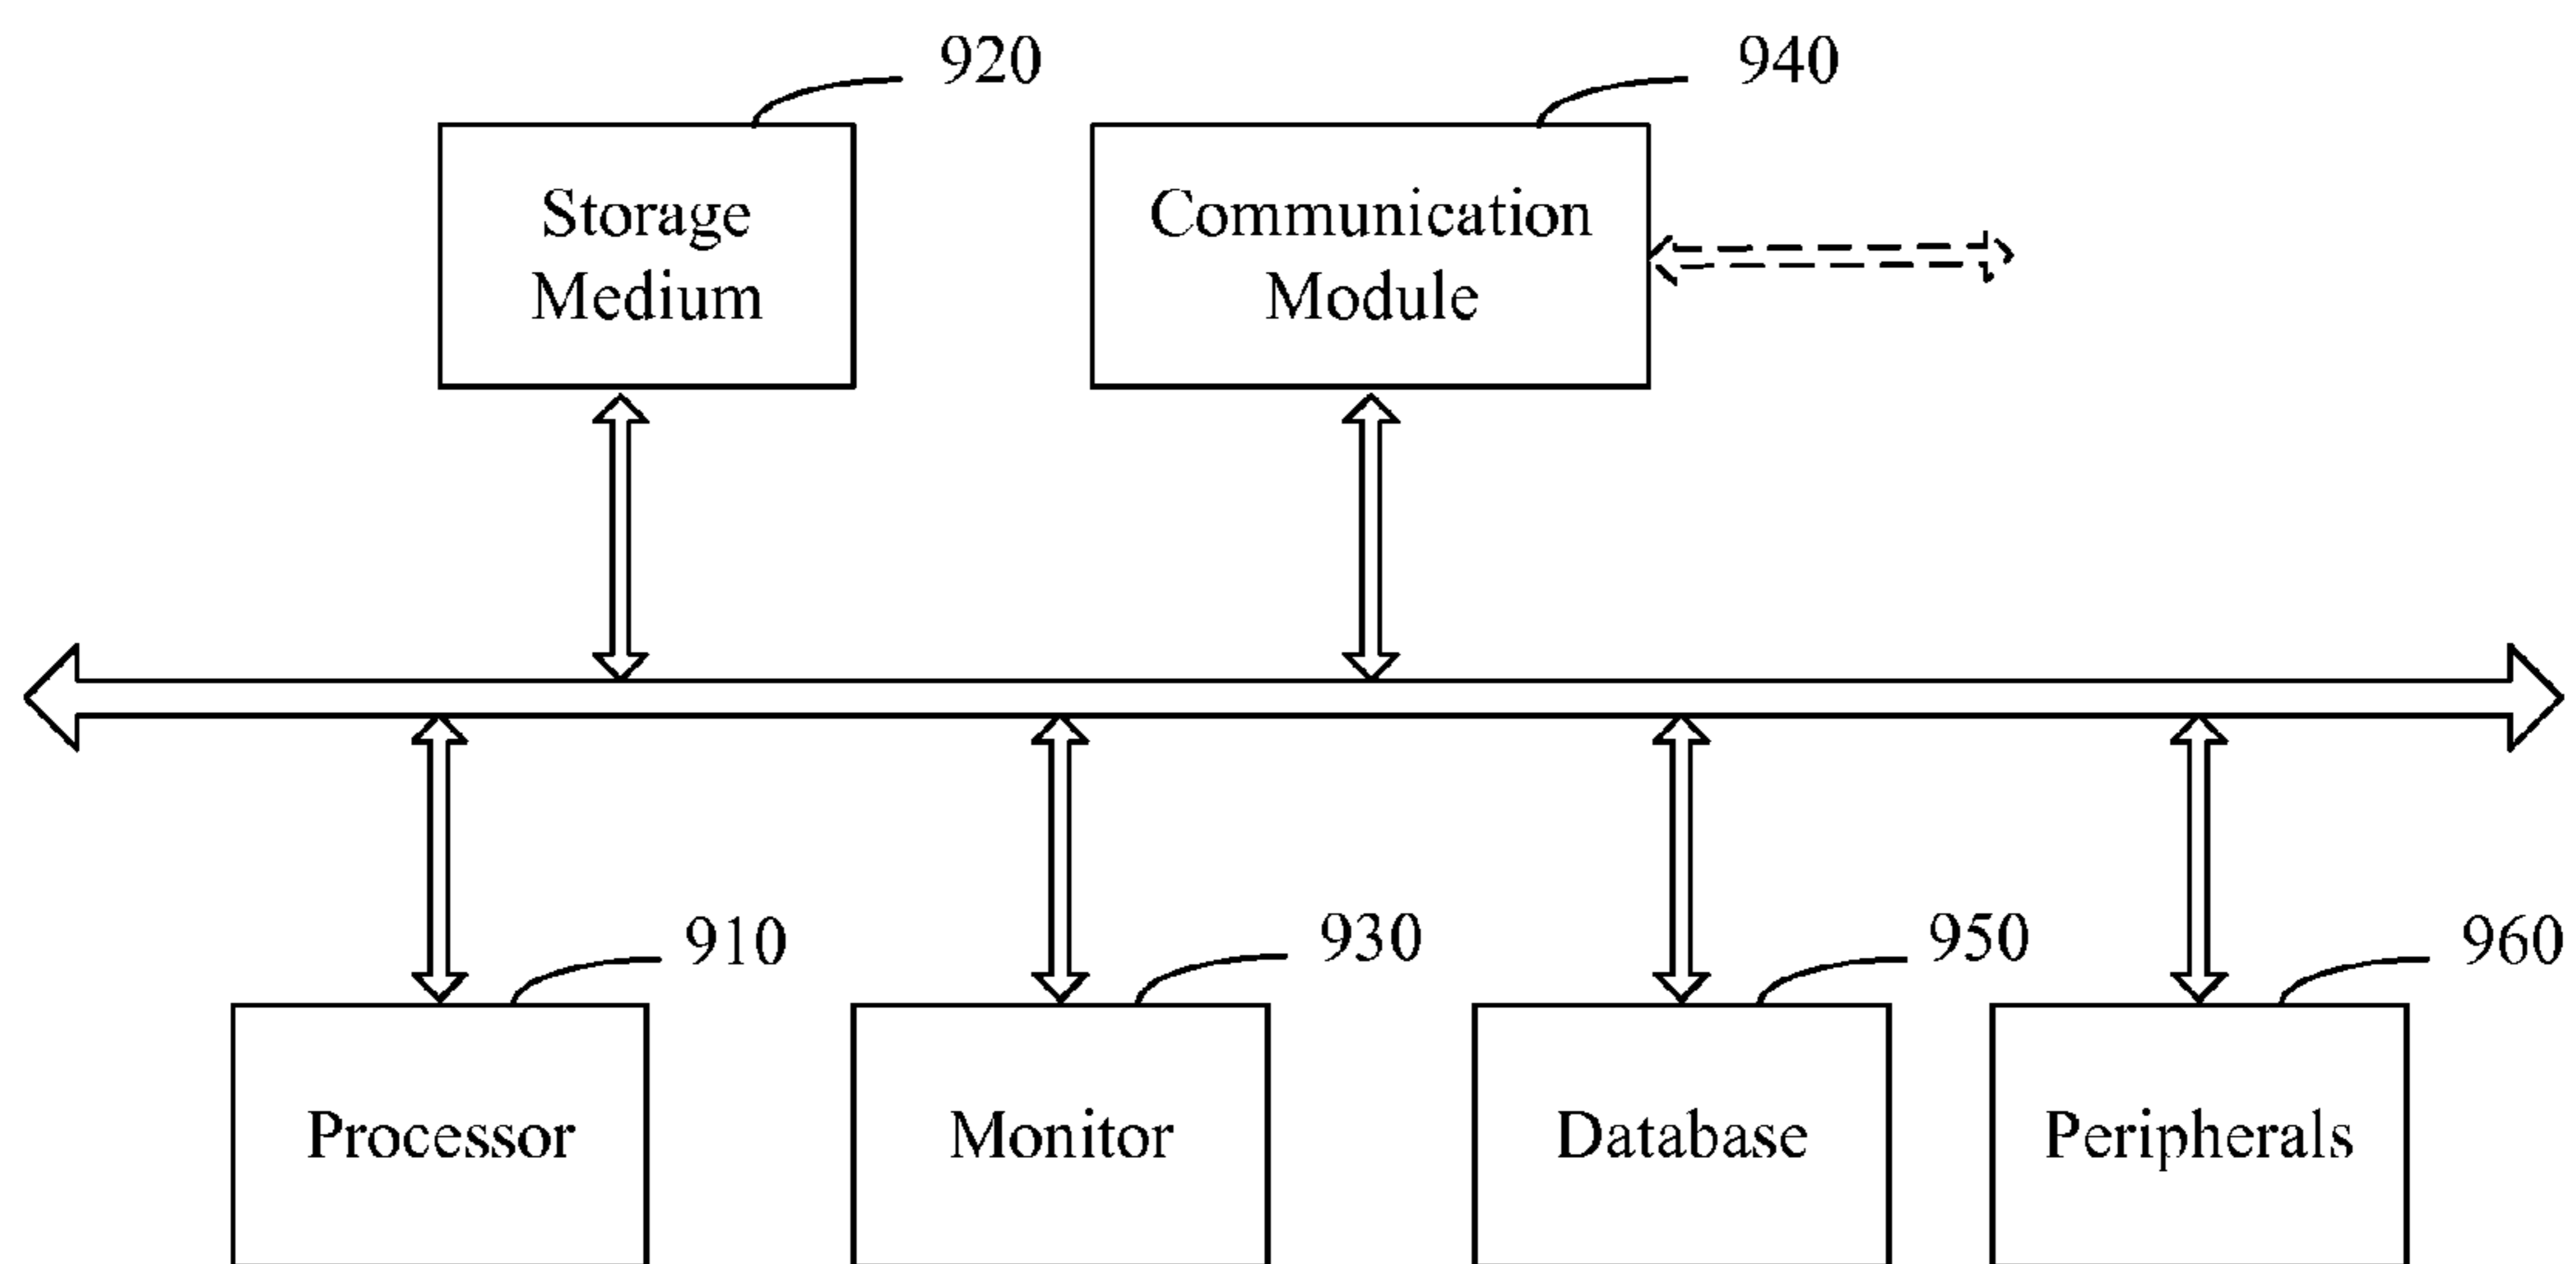 920
940
Storage
Medium
Communication
Module
910
930
950
960
Processor
Monitor
Database
Peripherals